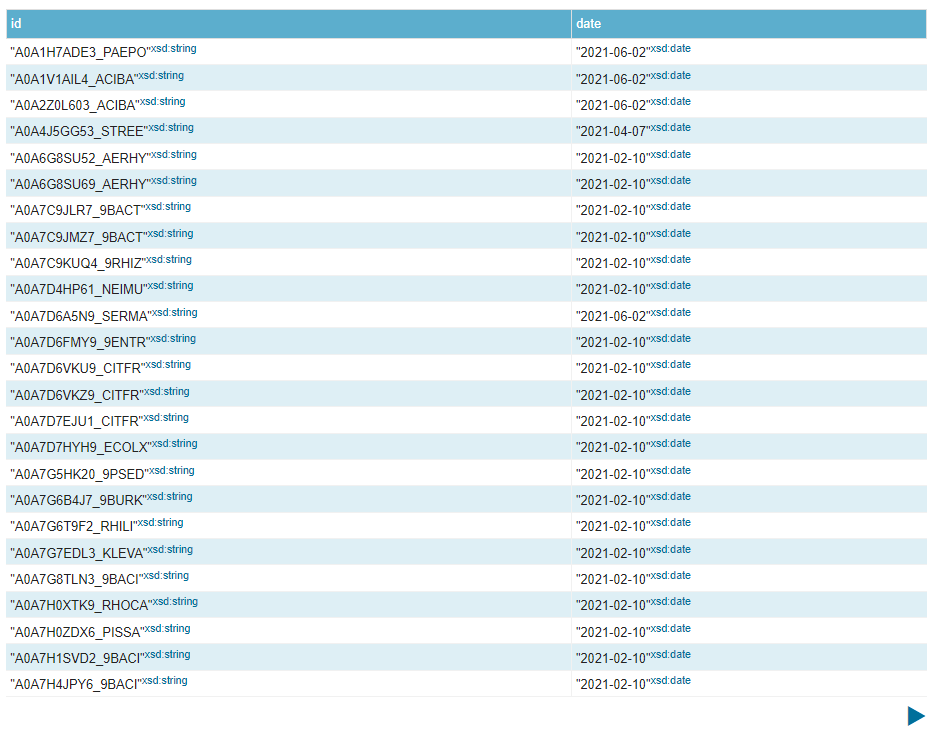 id date
"A0A1H7ADE3_PAEPO"xsd:string "2021-06-02"xsd:date
"A0A1V1AIL4_ACIBA"xsd:string "2021-06-02"xsd:date
"A0A2Z0L603_ACIBA"xsd:string "2021-06-02"xsd:date
"A0A4J5GG53_STREE"xsd:string "2021-04-07"xsd:date
"A0A6G8SU52_AERHY"xsd:string "2021-02-10"xsd:date
"A0A6G8SU69_AERHY"xsd:string "2021-02-10"xsd:date
"A0A7C9JLR7_9BACT"xsd:string "2021-02-10"xsd:date
"A0A7C9JMZ7_9BACT"xsd:string "2021-02-10"xsd:date
"A0A7C9KUQ4_9RHIZ"xsd:string "2021-02-10"xsd:date
"A0A7D4HP61_NEIMU"xsd:string "2021-02-10"xsd:date
"A0A7D6A5N9_SERMA"xsd:string "2021-06-02"xsd:date
"A0A7D6FMY9_9ENTR"xsd:string "2021-02-10"xsd:date
"A0A7D6VKU9_CITFR"xsd:string "2021-02-10"xsd:date
"A0A7D6VKZ9_CITFR"xsd:string "2021-02-10"xsd:date
"A0A7D7EJU1_CITFR"xsd:string "2021-02-10"xsd:date
"A0A7D7HYH9_ECOLX"xsd:string "2021-02-10"xsd:date
"A0A7G5HK20_9PSED"xsd:string "2021-02-10"xsd:date
"A0A7G6B4J7_9BURK"xsd:string "2021-02-10"xsd:date
"A0A7G6T9F2_RHILI"xsd:string "2021-02-10"xsd:date
"A0A7G7EDL3_KLEVA"xsd:string "2021-02-10"xsd:date
"A0A7G8TLN3_9BACI"xsd:string "2021-02-10"xsd:date
"A0A7H0XTK9_RHOCA"xsd:string "2021-02-10"xsd:date
"A0A7H0ZDX6_PISSA"xsd:string "2021-02-10"xsd:date
"A0A7H1SVD2_9BACI"xsd:string "2021-02-10"xsd:date
"A0A7H4JPY6_9BACI"xsd:string "2021-02-10"xsd:date